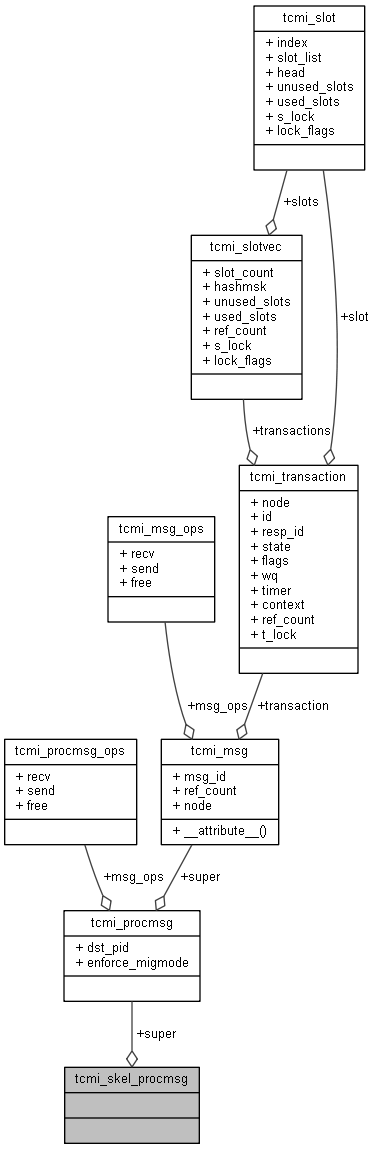 tcmi_slot
+ index
+ slot_list
+ head
+ unused_slots
+ used_slots
+ s_lock
+ lock_flags
+slots
tcmi_slotvec
+ slot_count
+ hashmsk
+ unused_slots
+ used_slots
+ ref_count
+ s_lock
+ lock_flags
+slot
+transactions
tcmi_transaction
+ node
+ id
+ resp_id
+ state
+ flags
+ wq
+ timer
+ context
+ ref_count
+ t_lock
tcmi_msg_ops
+ recv
+ send
+ free
+msg_ops
+transaction
tcmi_procmsg_ops
+ recv
+ send
+ free
tcmi_msg
+ msg_id
+ ref_count
+ node
+ __attribute__()
+msg_ops
+super
tcmi_procmsg
+ dst_pid
+ enforce_migmode
+super
tcmi_skel_procmsg